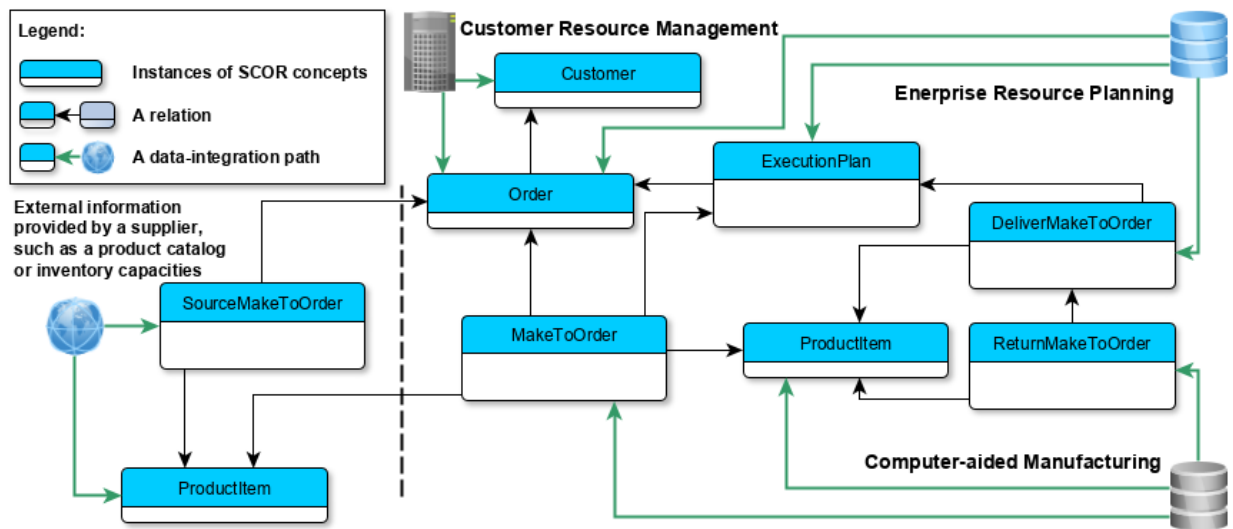 Legend:
Instances of SCOR concepts
A relation
A data-integration path
Customer Resource Management
Customer
Enerprise Resource Planning
ExecutionPlan
Order
External information
provided by a supplier,
such as a product catalog
or inventory capacities
DeliverMakeToOrder
SourceMakeToOrder
MakeToOrder
ProductItem
ReturnMakeToOrder
Computer-aided Manufacturing
ProductItem